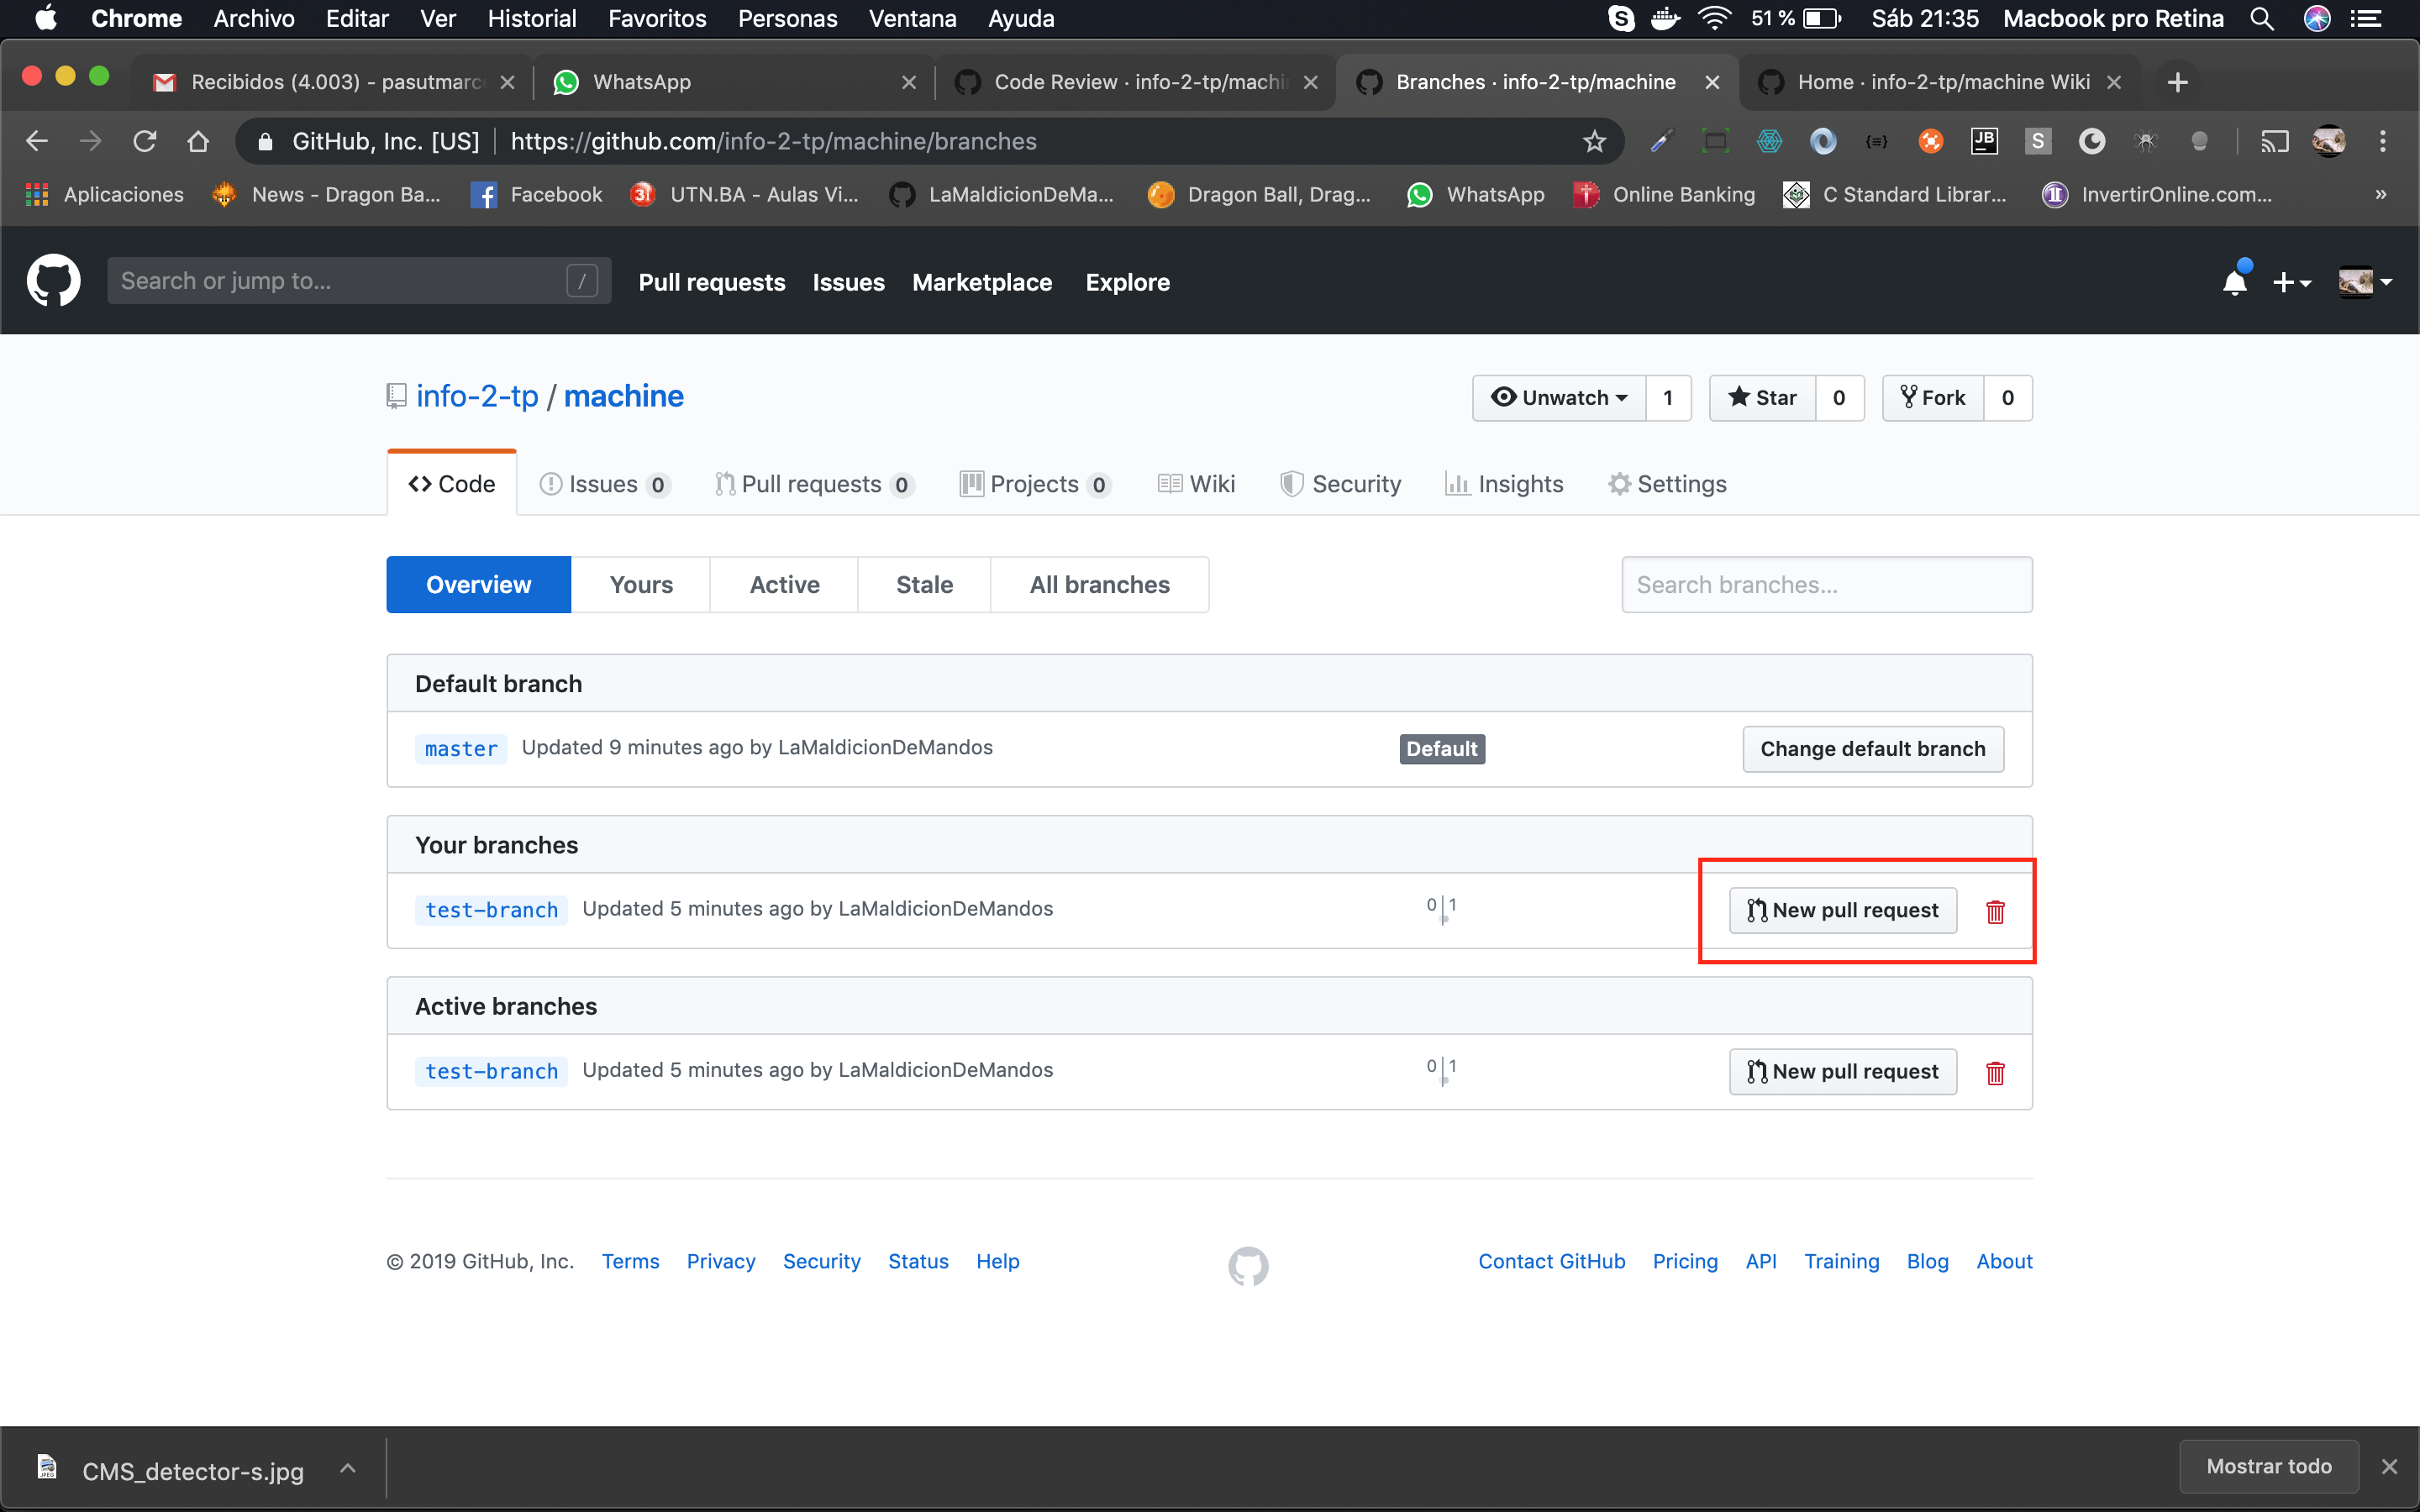 Chrome Archivo Editar Ver Historial Favoritos Personas Ventana Ayuda 51 % Sáb 21:35 Macbook pro Retina
Recibidos (4.003) - pasutmarc WhatsApp Code Review · info-2-tp/machi Branches · info-2-tp/machine Home · info-2-tp/machine Wiki
GitHub, Inc. [US] https://github.com/info-2-tp/machine/branches
Aplicaciones News - Dragon Ba... Facebook UTN.BA - Aulas Vi... LaMaldicionDeMa... Dragon Ball, Drag... WhatsApp Online Banking C Standard Librar... InvertirOnline.com... »
Search or jump to... / Pull requests Issues Marketplace Explore
info-2-tp / machine Unwatch 1 Star 0 Fork 0
Code Issues 0 Pull requests 0 Projects 0 Wiki Security Insights Settings
Overview Yours Active Stale All branches Search branches...
Default branch
master Updated 9 minutes ago by LaMaldicionDeMandos Default Change default branch
Your branches
test-branch Updated 5 minutes ago by LaMaldicionDeMandos 0 1 New pull request
Active branches
test-branch Updated 5 minutes ago by LaMaldicionDeMandos 0 1 New pull request
© 2019 GitHub, Inc. Terms Privacy Security Status Help Contact GitHub Pricing API Training Blog About
CMS_detector-s.jpg Mostrar todo